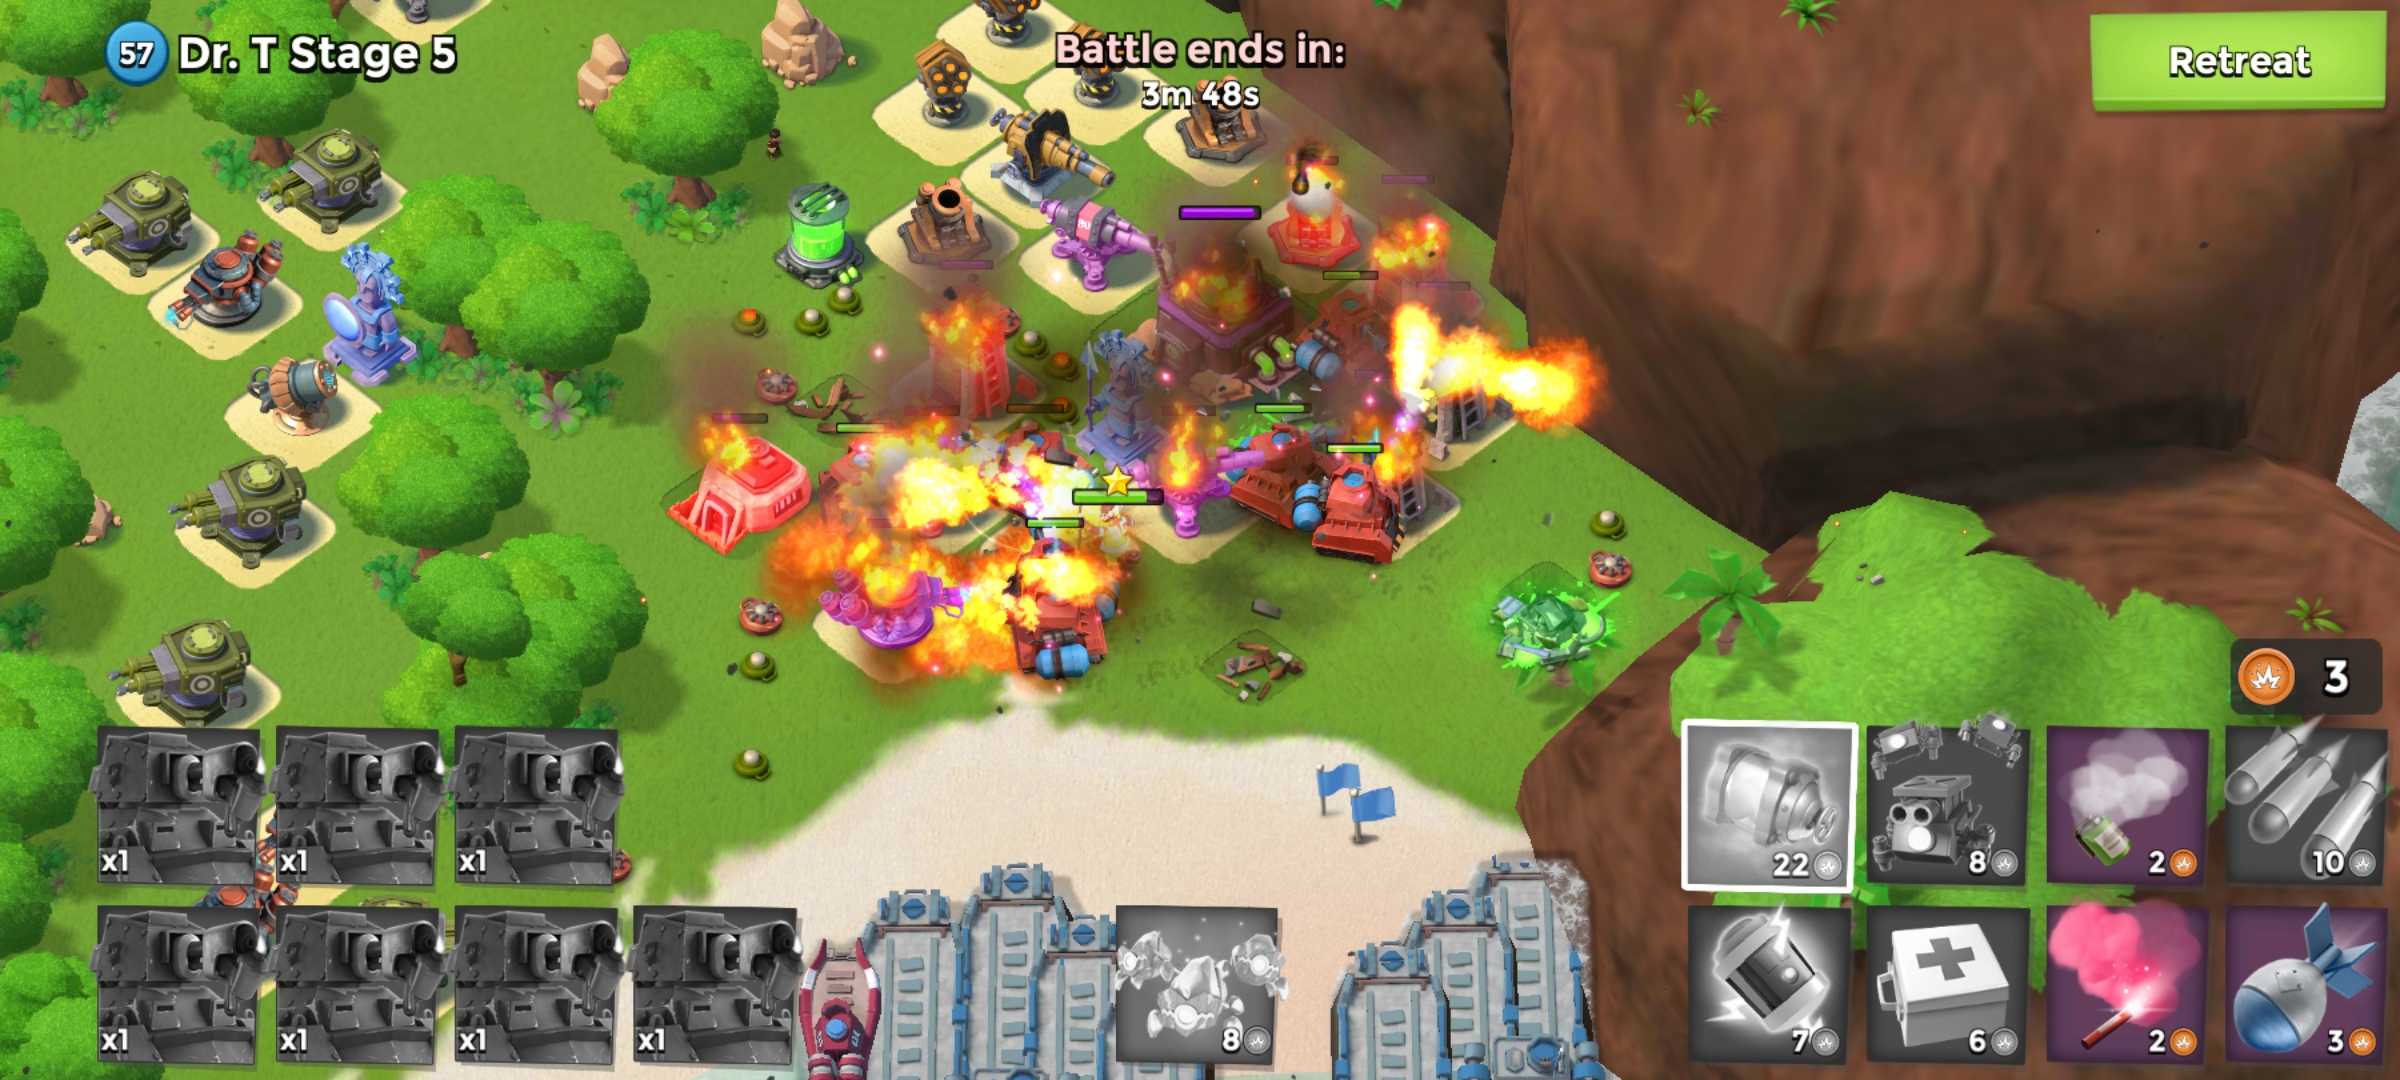 57 Dr. T Stage 5
Battle ends in:
3m 48s
Retreat
3
x1 x1 x1
22 8 2 10
x1 x1 x1 x1
8
7 6 2 3